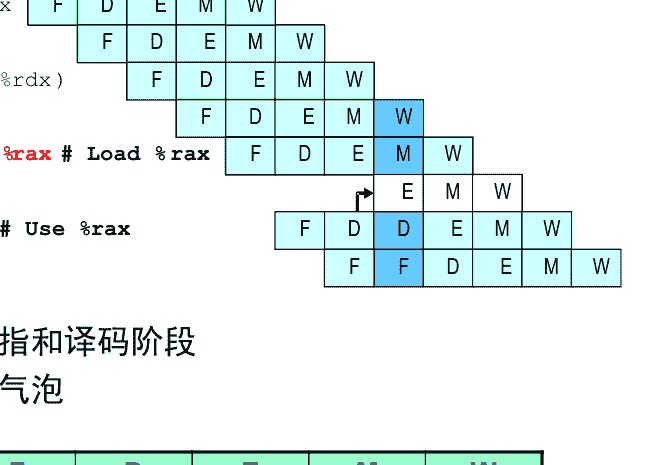 x F D E M W
F D E M W
%rdx) F D E M W
F D E M W
%rax # Load %rax F D E M W
E M W
# Use %rax F D D E M W
F F D E M W
指和译码阶段
气泡